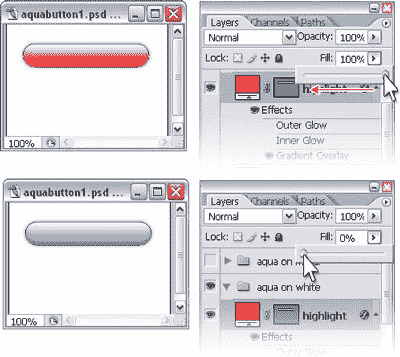 aquabutton1.psd ...
100%
Layers Channels Paths
Normal Opacity: 100%
Lock: Fill: 100%
highlight
Effects
Outer Glow
Inner Glow
Gradient Overlay
aquabutton1.psd ...
100%
Layers Channels Paths
Normal Opacity: 100%
Lock: Fill: 0%
aqua on
aqua on white
highlight
Effects
Outer Glow